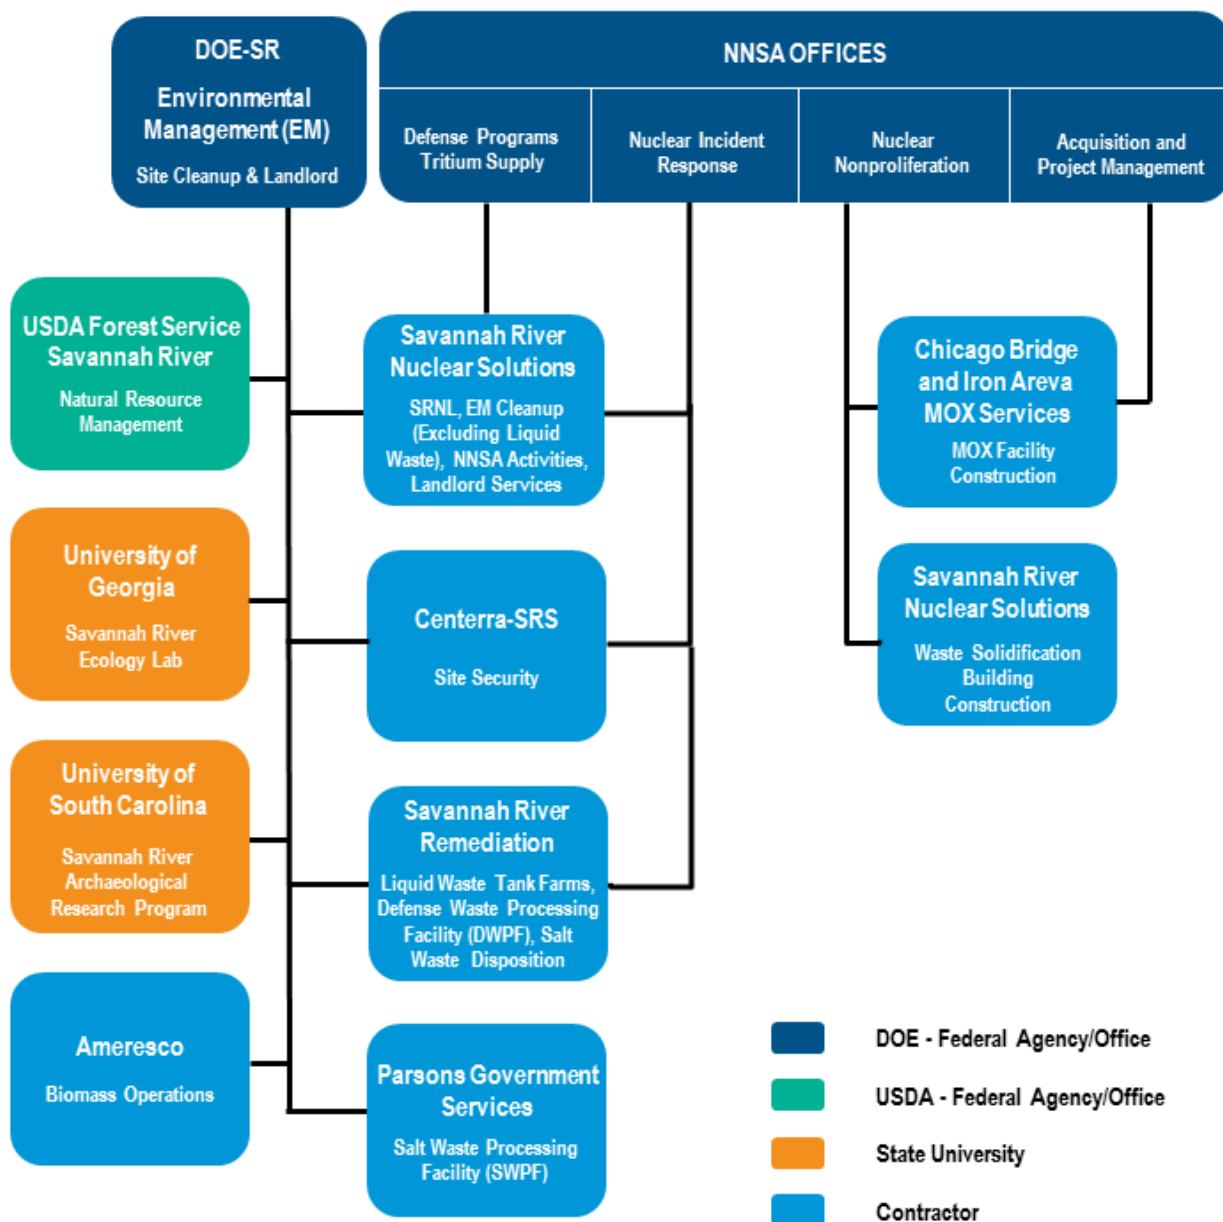 DOE-SR
Environmental
Management (EM)
Site Cleanup & Landlord
NNSA OFFICES
Defense Programs
Tritium Supply
Nuclear Incident
Response
Nuclear
Nonproliferation
Acquisition and
Project Management
USDA Forest Service
Savannah River
Natural Resource
Management
Savannah River
Nuclear Solutions
SRNL, EM Cleanup
(Excluding Liquid
Waste), NNSA Activities,
Landlord Services
Chicago Bridge
and Iron Areva
MOX Services
MOX Facility
Construction
University of
Georgia
Savannah River
Ecology Lab
Centerra-SRS
Site Security
Savannah River
Nuclear Solutions
Waste Solidification
Building
Construction
University of
South Carolina
Savannah River
Archaeological
Research Program
Savannah River
Remediation
Liquid Waste Tank Farms,
Defense Waste Processing
Facility (DWPF), Salt
Waste Disposition
Ameresco
Biomass Operations
Parsons Government
Services
Salt Waste Processing
Facility (SWPF)
DOE - Federal Agency/Office
USDA - Federal Agency/Office
State University
Contractor